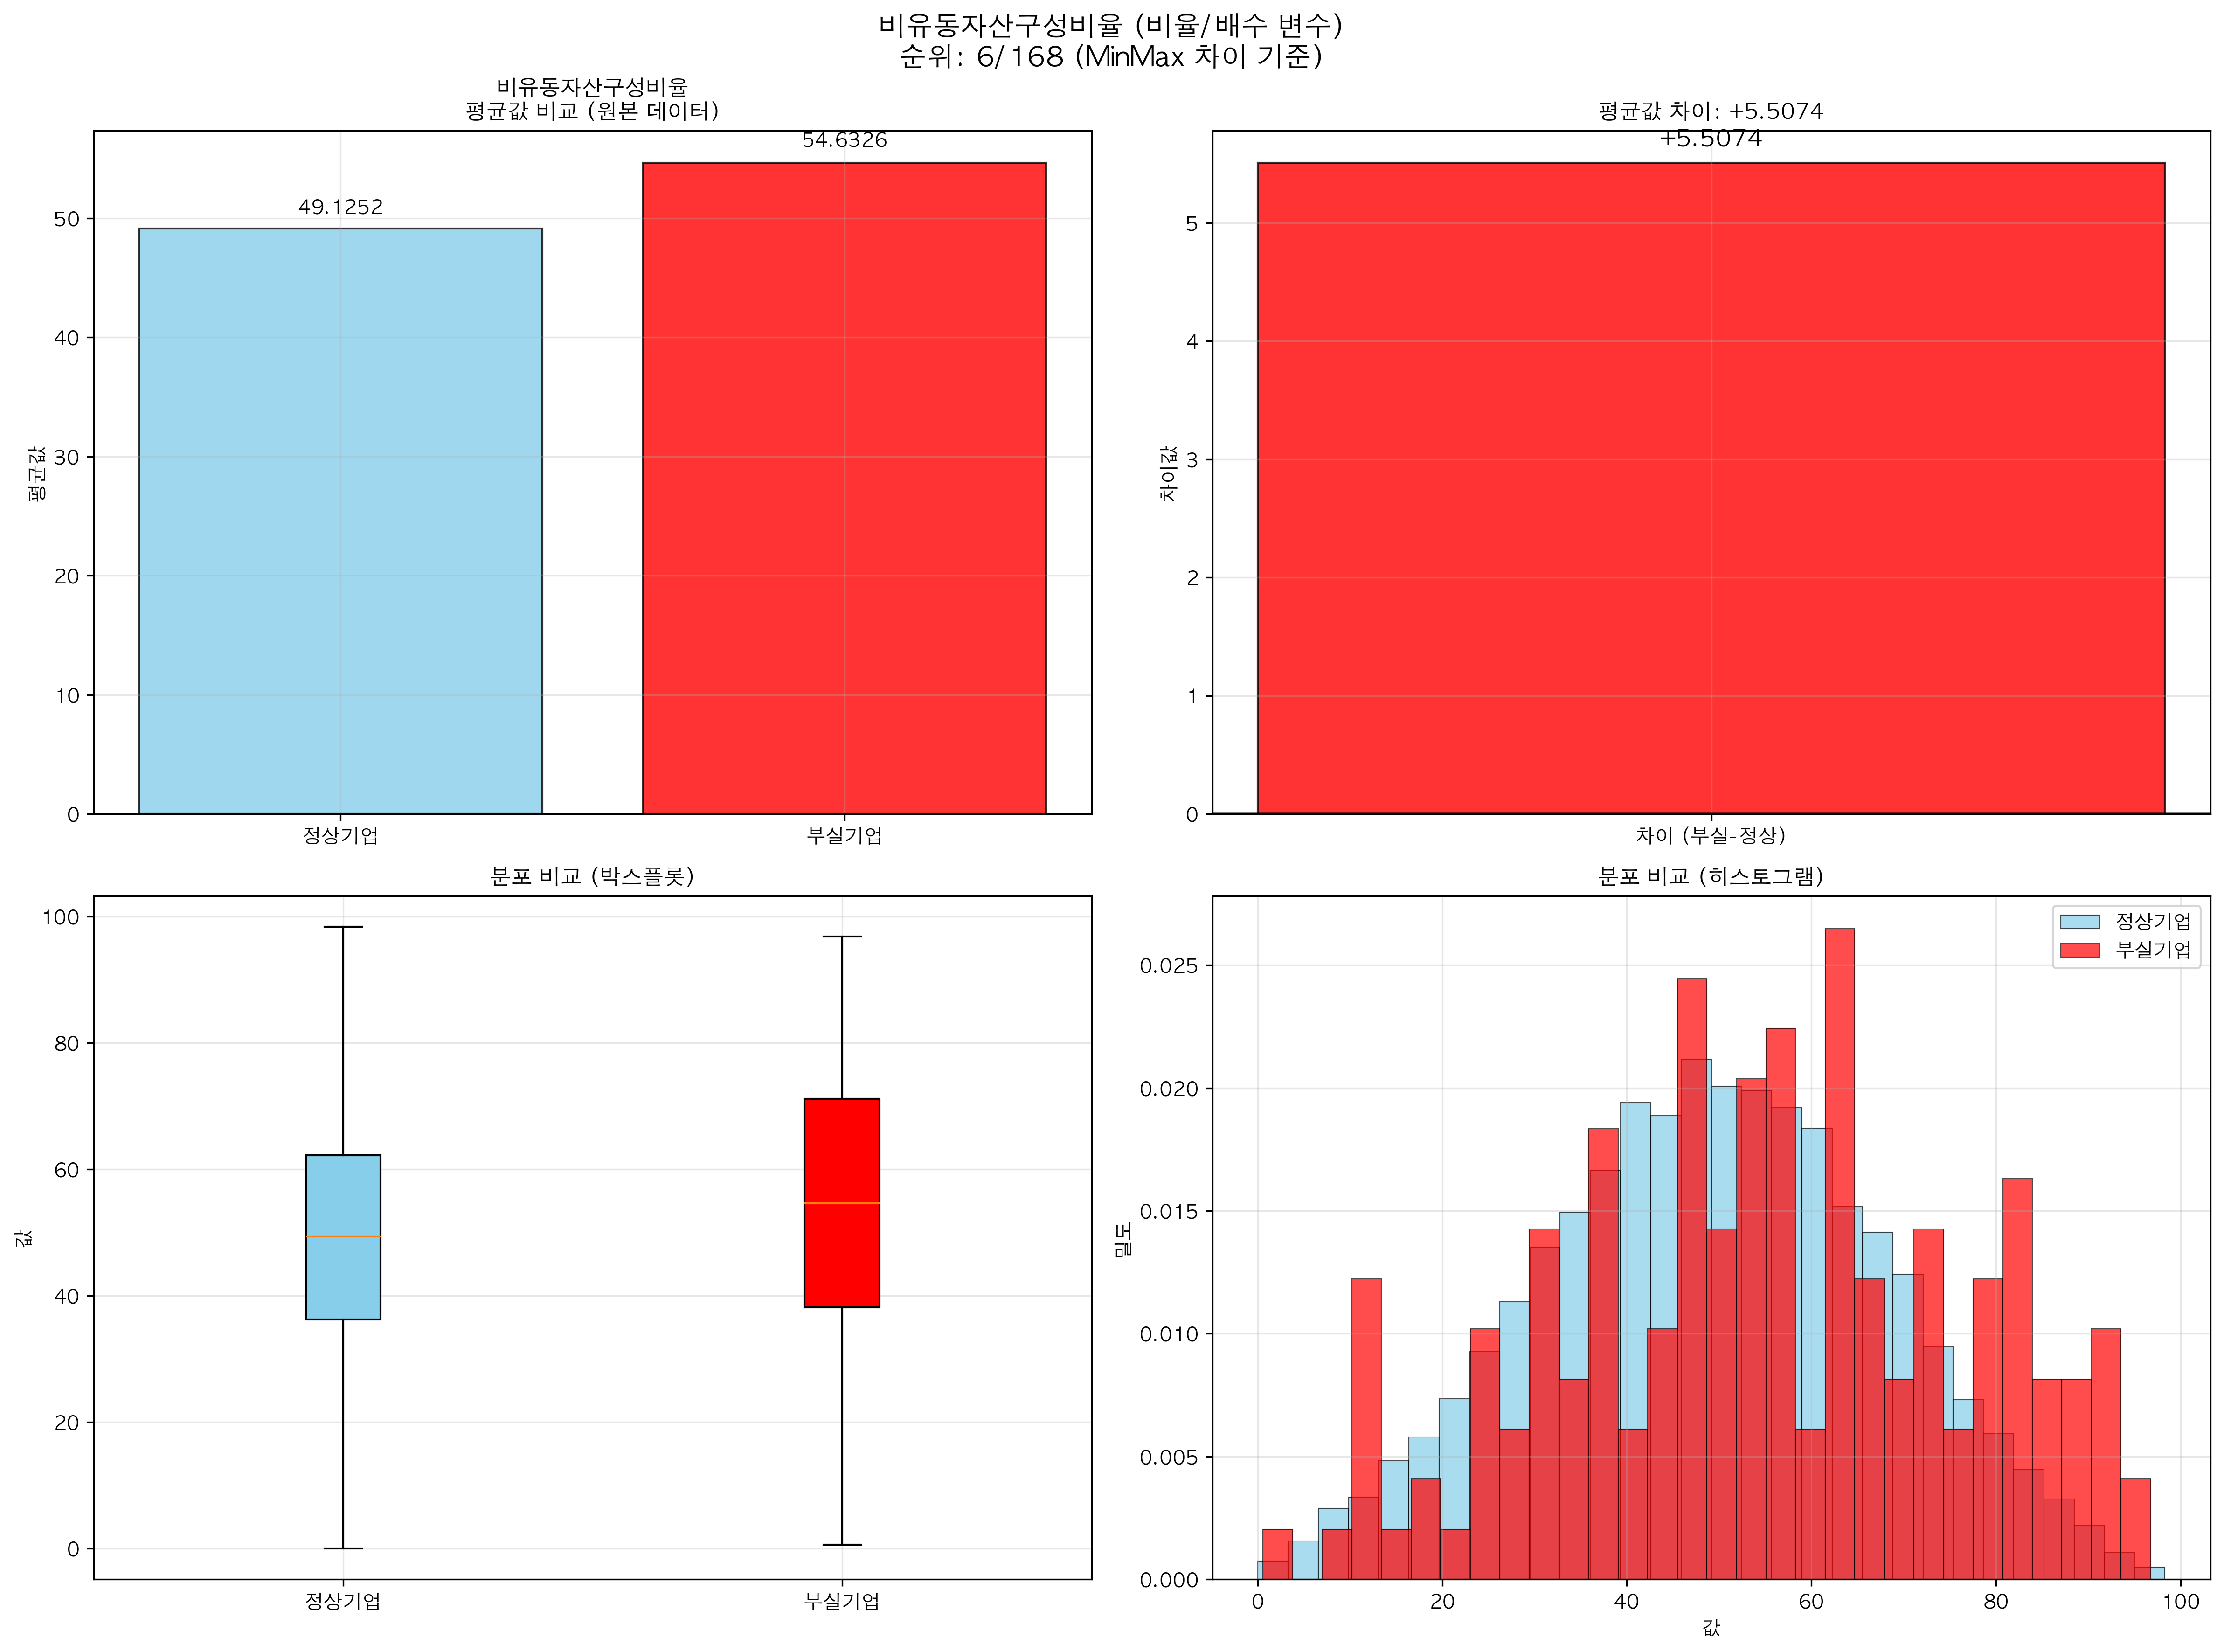 비유동자산구성비율 (비율/배수 변수)
순위: 6/168 (MinMax 차이 기준)
비유동자산구성비율
평균값 비교 (원본 데이터)
54.6326
49.1252
평균값
50
40
30
20
10
0
정상기업
부실기업
평균값 차이: +5.5074
+5.5074
차이값
5
4
3
2
1
0
차이 (부실-정상)
분포 비교 (박스플롯)
값
100
80
60
40
20
0
정상기업
부실기업
분포 비교 (히스토그램)
정상기업
부실기업
밀도
0.025
0.020
0.015
0.010
0.005
0.000
0
20
40
60
80
100
값